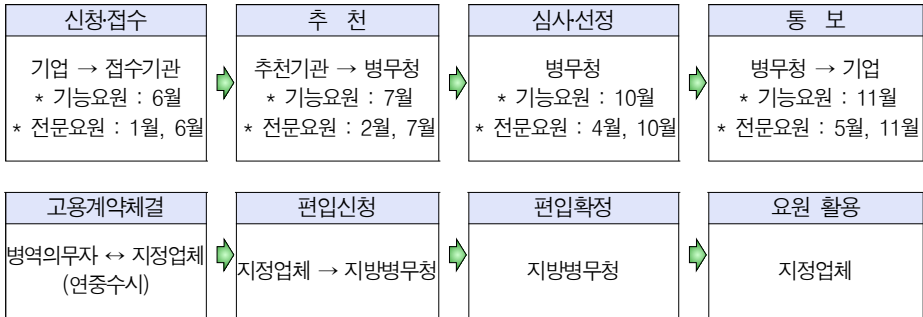 신청·접수
기업 → 접수기관
* 기능요원 : 6월
* 전문요원 : 1월, 6월
추 천
추천기관 → 병무청
* 기능요원 : 7월
* 전문요원 : 2월, 7월
심사·선정
병무청
* 기능요원 : 10월
* 전문요원 : 4월, 10월
통 보
병무청 → 기업
* 기능요원 : 11월
* 전문요원 : 5월, 11월
고용계약체결
병역의무자 ↔ 지정업체
(연중수시)
편입신청
지정업체 → 지방병무청
편입확정
지방병무청
요원 활용
지정업체